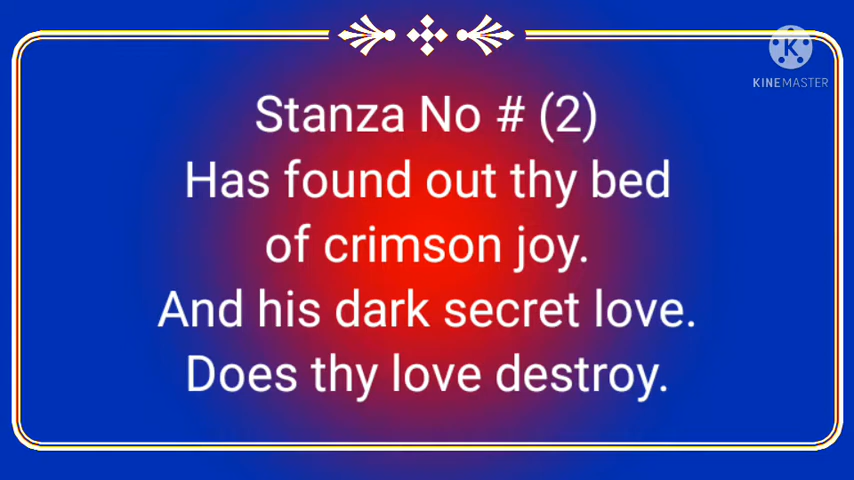 K
KINEMASTER
Stanza No # (2)
Has found out thy bed
of crimson joy.
And his dark secret love.
Does thy love destroy.